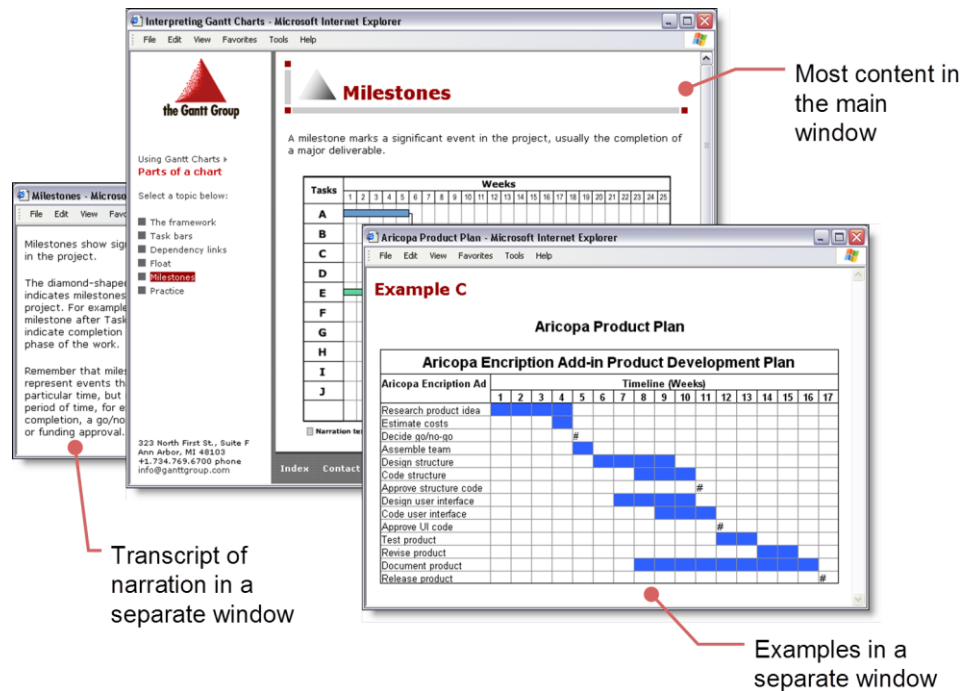 Interpreting Gantt Charts - Microsoft Internet Explorer
File Edit View Favorites Tools Help
the Gantt Group
Using Gantt Charts
Parts of a chart
Select a topic below:
The framework
Task bars
Dependency links
Float
Milestones
Practice
323 North First St., Suite F
Ann Arbor, MI 48103
+1.734.769.6700 phone
info@ganttgroup.com
Milestones
A milestone marks a significant event in the project, usually the completion of
a major deliverable.
Tasks Weeks
1 2 3 4 5 6 7 8 9 10 11 12 13 14 15 16 17 18 19 20 21 22 23 24 25
A
B
C
D
E
F
G
H
I
J
Narration
Index Contact
Most content in
the main
window
Milestones - Microso
File Edit View
Milestones show
in the project.
The diamond-shaped
indicates milestones
project. For example
milestone after Task
indicate completion
phase of the work.
Remember that
represent events
particular time, but
period of time, for
completion, a
or funding approval.
Transcript of
narration in a
separate window
Aricopa Product Plan - Microsoft Internet Explorer
File Edit View Favorites Tools Help
Example C
Aricopa Product Plan
Aricopa Encription Add-in Product Development Plan
Aricopa Encription Ad Timeline (Weeks)
1 2 3 4 5 6 7 8 9 10 11 12 13 14 15 16 17
Research product idea
Estimate costs
Decide go/no-go #
Assemble team
Design structure
Code structure
Approve structure code #
Design user interface
Code user interface
Approve UI code #
Test product
Revise product
Document product
Release product #
Examples in a
separate window